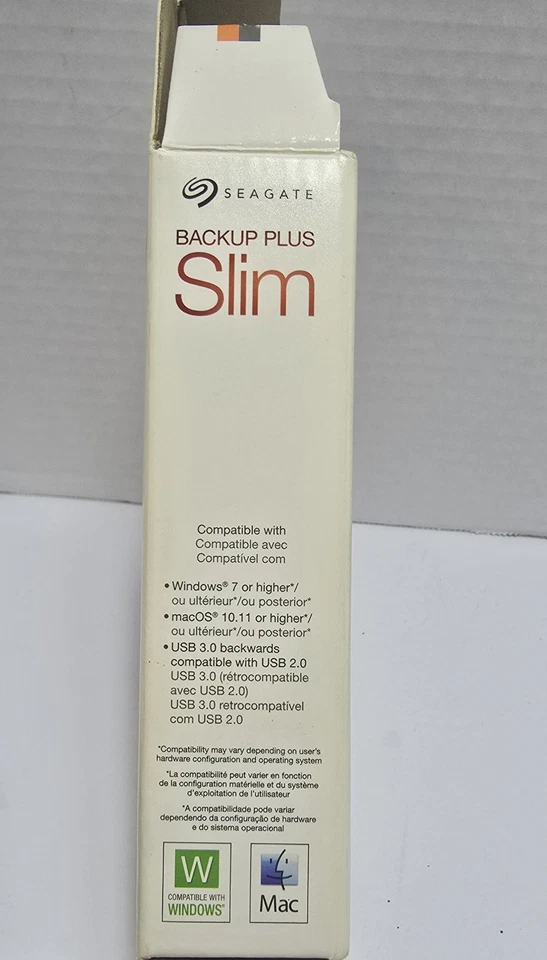 SEAGATE
BACKUP PLUS
Slim
Compatible with
Compatible avec
Compatível com
• Windows® 7 or higher*/
ou ultérieur*/ou posterior*
• macOS® 10.11 or higher*/
ou ultérieur*/ou posterior*
• USB 3.0 backwards
compatible with USB 2.0
USB 3.0 (rétrocompatible
avec USB 2.0)
USB 3.0 retrocompatível
com USB 2.0
*Compatibility may vary depending on user's
hardware configuration and operating system
*La compatibilité peut varier en fonction
de la configuration matérielle et du système
d'exploitation de l'utilisateur
*A compatibilidade pode variar
dependendo da configuração de hardware
e do sistema operacional
W
COMPATIBLE WITH
WINDOWS®
Mac